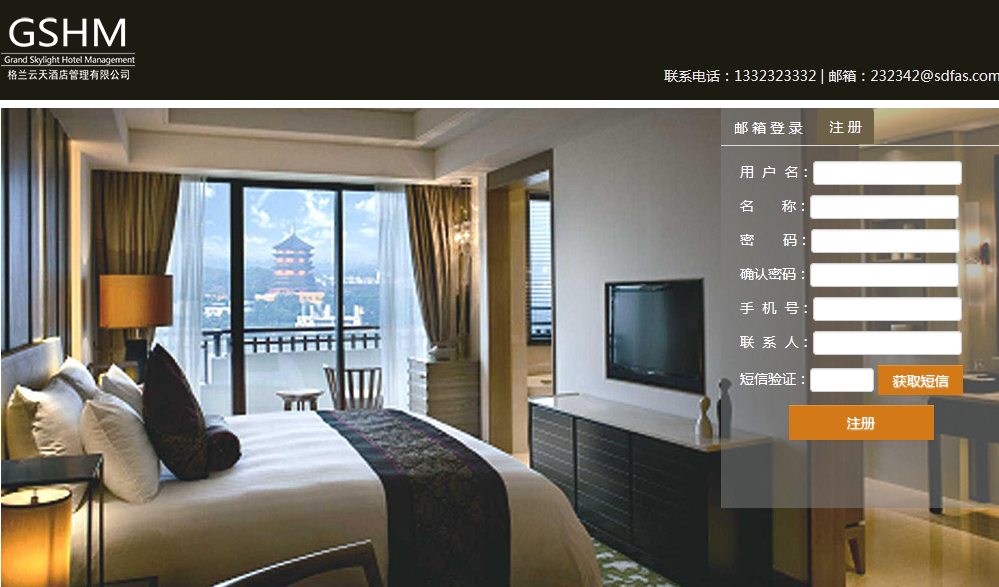 GSHM
Grand Skylight Hotel Management
格兰云天酒店管理有限公司
联系电话：1332323332 | 邮箱：232342@sdfas.com
邮 箱 登 录 注 册
用 户 名：
名 称：
密 码：
确认密码：
手 机 号：
联 系 人：
短信验证： 获取短信
注册